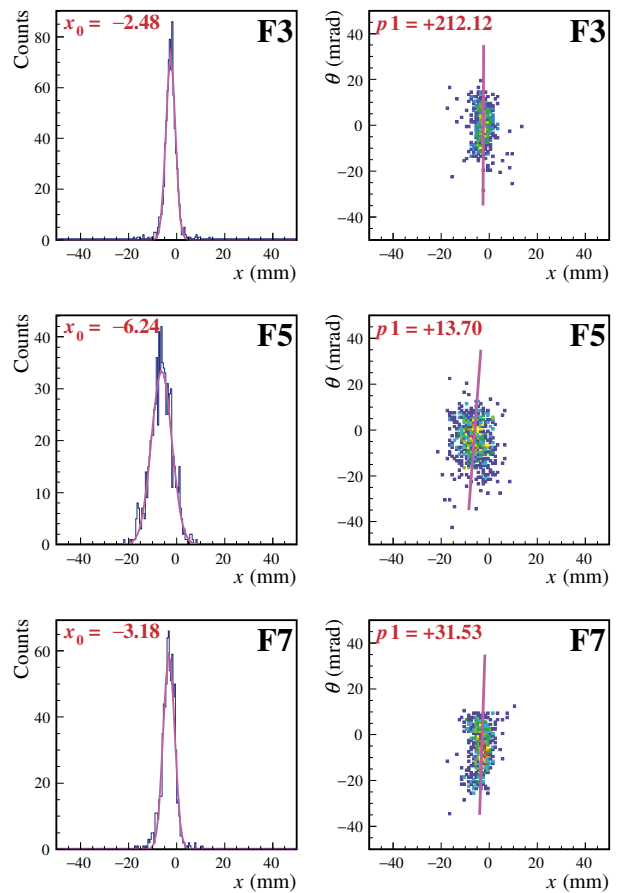 x0 = −2.48 F3
Counts
80
60
40
20
0
−40 −20 0 20 40
x (mm)
p1 = +212.12 F3
θ (mrad)
40
20
0
−20
−40
−40 −20 0 20 40
x (mm)
x0 = −6.24 F5
Counts
40
30
20
10
0
−40 −20 0 20 40
x (mm)
p1 = +13.70 F5
θ (mrad)
40
20
0
−20
−40
−40 −20 0 20 40
x (mm)
x0 = −3.18 F7
Counts
60
40
20
0
−40 −20 0 20 40
x (mm)
p1 = +31.53 F7
θ (mrad)
40
20
0
−20
−40
−40 −20 0 20 40
x (mm)